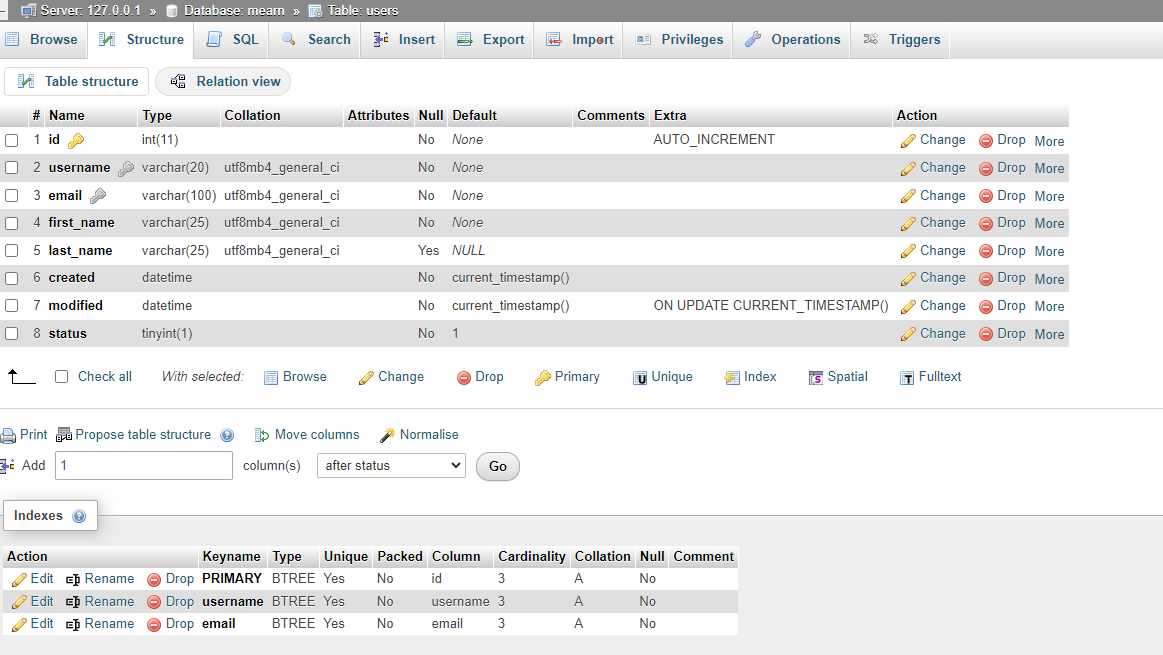 Server: 127.0.0.1 » Database: mearn » Table: users
Browse Structure SQL Search Insert Export Import Privileges Operations Triggers
Table structure Relation view
# Name Type Collation Attributes Null Default Comments Extra Action
1 id int(11) No None AUTO_INCREMENT Change Drop More
2 username varchar(20) utf8mb4_general_ci No None Change Drop More
3 email varchar(100) utf8mb4_general_ci No None Change Drop More
4 first_name varchar(25) utf8mb4_general_ci No None Change Drop More
5 last_name varchar(25) utf8mb4_general_ci Yes NULL Change Drop More
6 created datetime No current_timestamp() Change Drop More
7 modified datetime No current_timestamp() ON UPDATE CURRENT_TIMESTAMP() Change Drop More
8 status tinyint(1) No 1 Change Drop More
Check all With selected: Browse Change Drop Primary Unique Index Spatial Fulltext
Print Propose table structure Move columns Normalise
Add 1 column(s) after status Go
Indexes
Action Keyname Type Unique Packed Column Cardinality Collation Null Comment
Edit Rename Drop PRIMARY BTREE Yes No id 3 A No
Edit Rename Drop username BTREE Yes No username 3 A No
Edit Rename Drop email BTREE Yes No email 3 A No